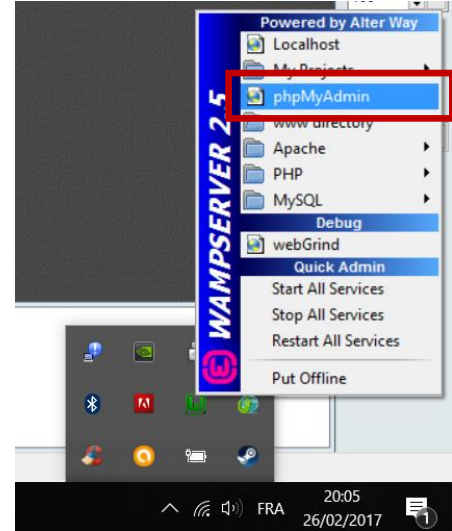 Powered by Alter Way
Localhost
My Projects
phpMyAdmin
www directory
Apache
PHP
MySQL
Debug
webGrind
Quick Admin
Start All Services
Stop All Services
Restart All Services
Put Offline
WAMPSERVER 2.5
FRA
20:05
26/02/2017
1